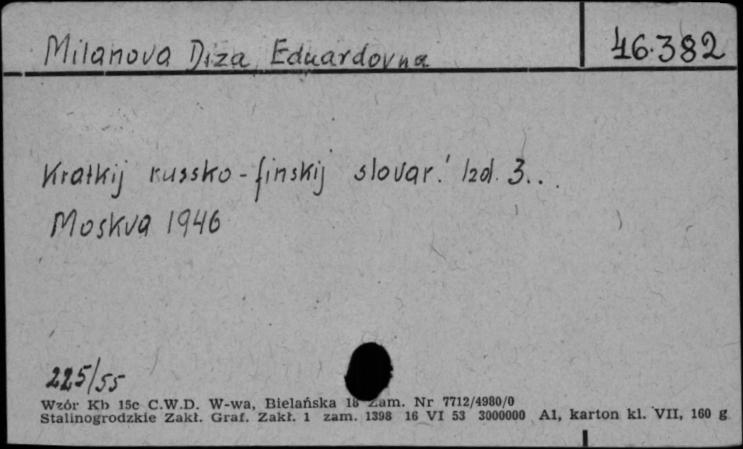 Milanova Diza Eduardovna
46.382
Kratkij russko-finskij slovar.' Izd. 3...
Moskva 1946
225/55
Wzór Kb 15c C.W.D. W-wa, Bielańska 18 Zam. Nr 7712/4980/0
Stalinogrodzkie Zakł. Graf. Zakł. 1 zam. 1398 16 VI 53 3000000 A1, karton kl. VII, 160 g